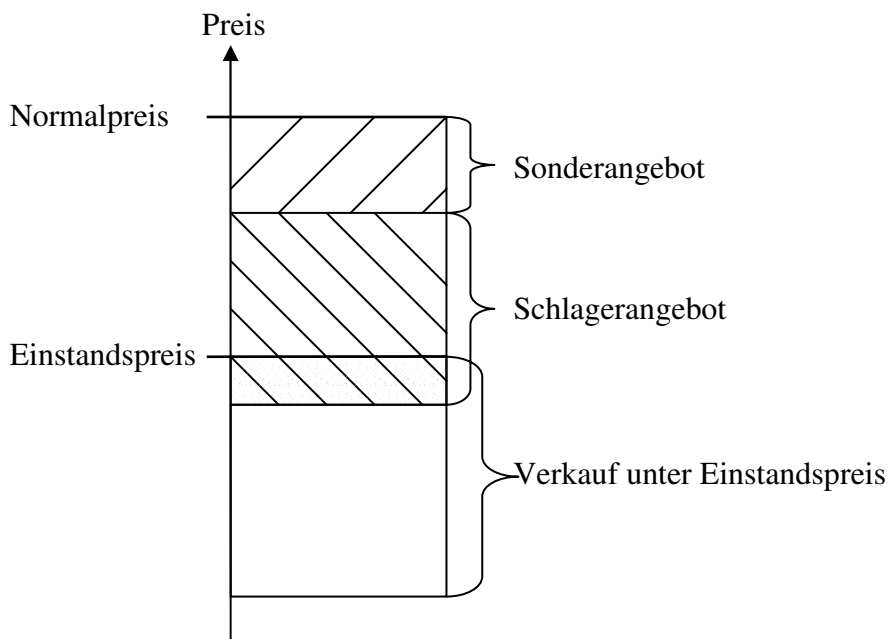 Preis
Normalpreis
Sonderangebot
Schlagerangebot
Einstandspreis
Verkauf unter Einstandspreis